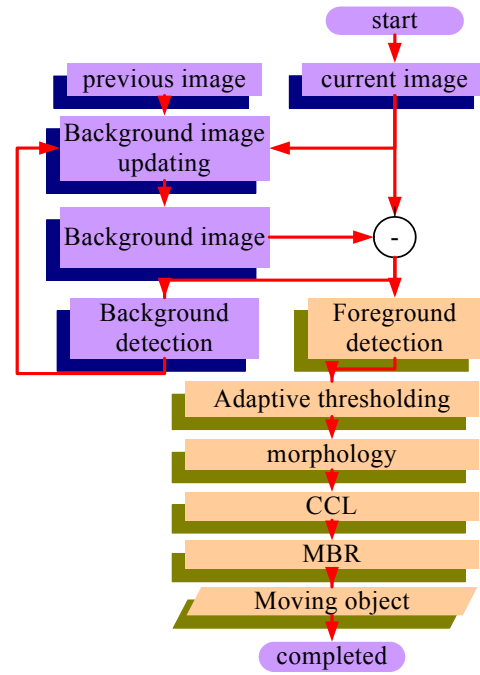 start
previous image
current image
Background image
updating
Background image
-
Background
detection
Foreground
detection
Adaptive thresholding
morphology
CCL
MBR
Moving object
completed